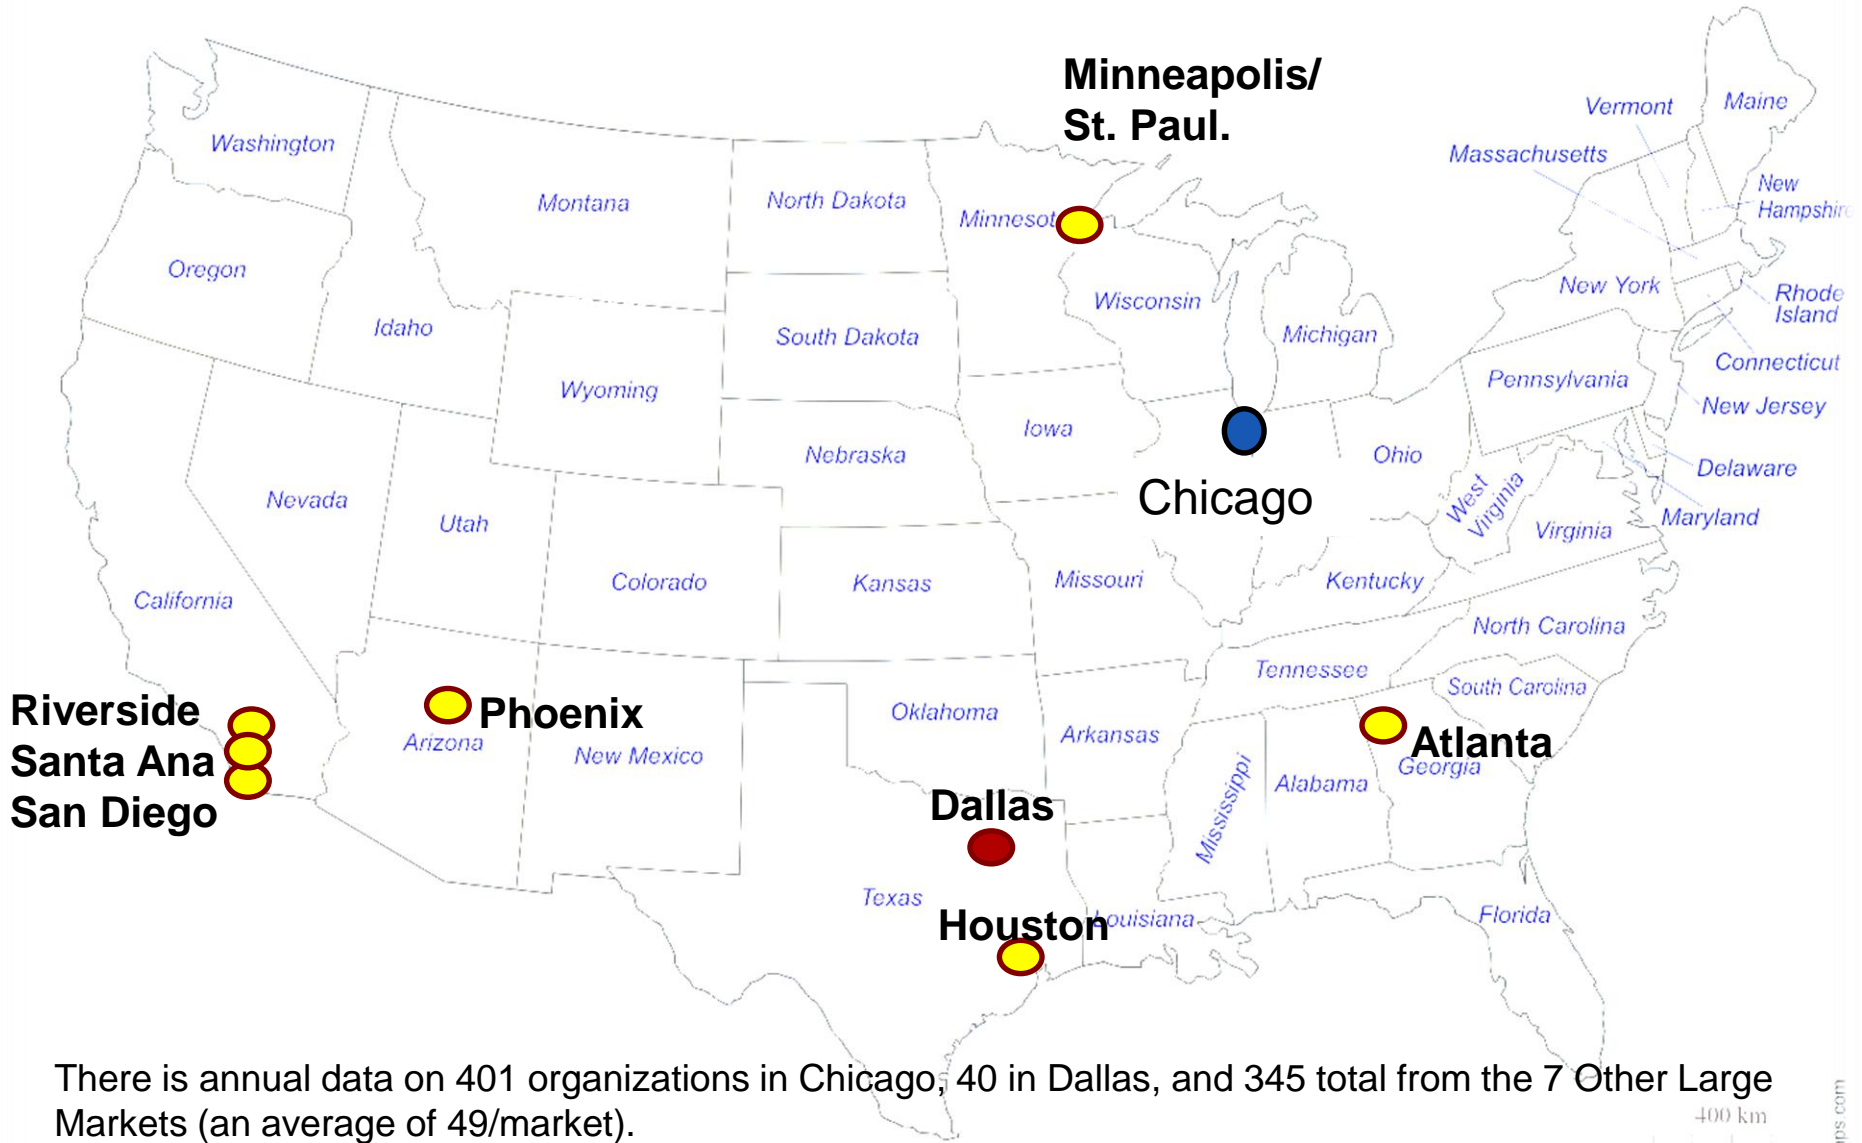 Minneapolis/
St. Paul.
Vermont
Maine
Washington
Massachusetts
New
Hampshire
Montana
North Dakota
Minnesot
Oregon
New York
Rhode
Island
Wisconsin
Idaho
South Dakota
Michigan
Connecticut
Wyoming
Pennsylvania
New Jersey
Iowa
Nebraska
Ohio
Delaware
Chicago
Nevada
Utah
West
Virginia
Maryland
Virginia
California
Colorado
Kansas
Missouri
Kentucky
North Carolina
Tennessee
South Carolina
Riverside
Santa Ana
San Diego
Phoenix
Arizona
New Mexico
Oklahoma
Arkansas
Atlanta
Georgia
Mississippi
Alabama
Dallas
Texas
Houston
Louisiana
Florida
There is annual data on 401 organizations in Chicago, 40 in Dallas, and 345 total from the 7 Other Large
Markets (an average of 49/market).
400 km
ps.com